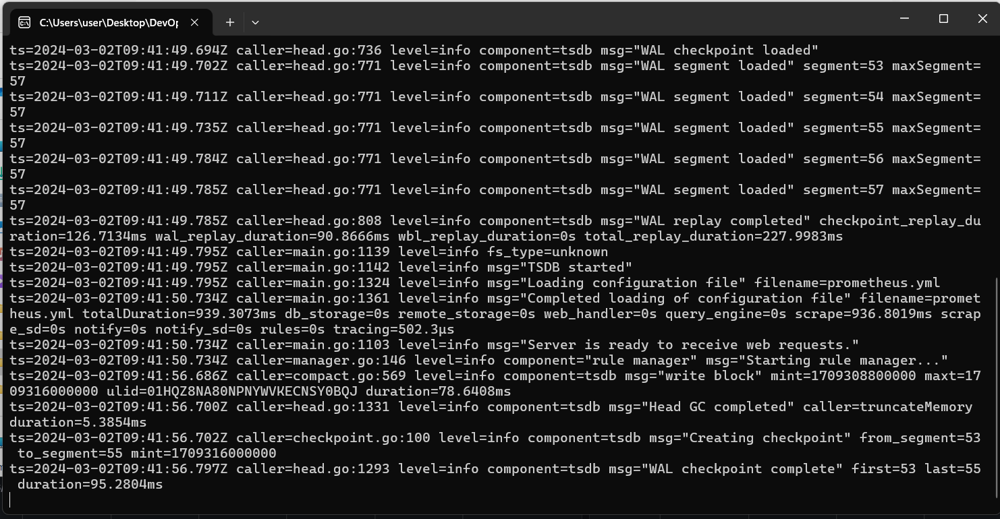 C:\Users\user\Desktop\DevOp
ts=2024-03-02T09:41:49.694Z caller=head.go:736 level=info component=tsdb msg="WAL checkpoint loaded"
ts=2024-03-02T09:41:49.702Z caller=head.go:771 level=info component=tsdb msg="WAL segment loaded" segment=53 maxSegment=
57
ts=2024-03-02T09:41:49.711Z caller=head.go:771 level=info component=tsdb msg="WAL segment loaded" segment=54 maxSegment=
57
ts=2024-03-02T09:41:49.735Z caller=head.go:771 level=info component=tsdb msg="WAL segment loaded" segment=55 maxSegment=
57
ts=2024-03-02T09:41:49.784Z caller=head.go:771 level=info component=tsdb msg="WAL segment loaded" segment=56 maxSegment=
57
ts=2024-03-02T09:41:49.785Z caller=head.go:771 level=info component=tsdb msg="WAL segment loaded" segment=57 maxSegment=
57
ts=2024-03-02T09:41:49.785Z caller=head.go:808 level=info component=tsdb msg="WAL replay completed" checkpoint_replay_du
ration=126.7134ms wal_replay_duration=90.8666ms wbl_replay_duration=0s total_replay_duration=227.9983ms
ts=2024-03-02T09:41:49.795Z caller=main.go:1139 level=info fs_type=unknown
ts=2024-03-02T09:41:49.795Z caller=main.go:1142 level=info msg="TSDB started"
ts=2024-03-02T09:41:49.795Z caller=main.go:1324 level=info msg="Loading configuration file" filename=prometheus.yml
ts=2024-03-02T09:41:50.734Z caller=main.go:1361 level=info msg="Completed loading of configuration file" filename=promet
heus.yml totalDuration=939.3073ms db_storage=0s remote_storage=0s web_handler=0s query_engine=0s scrape=936.8019ms scrap
e_sd=0s notify=0s notify_sd=0s rules=0s tracing=502.3µs
ts=2024-03-02T09:41:50.734Z caller=main.go:1103 level=info msg="Server is ready to receive web requests."
ts=2024-03-02T09:41:50.734Z caller=manager.go:146 level=info component="rule manager" msg="Starting rule manager..."
ts=2024-03-02T09:41:56.686Z caller=compact.go:569 level=info component=tsdb msg="write block" mint=1709308800000 maxt=17
09316000000 ulid=01HQZ8NA80NPNYWVKECNSY0BQJ duration=78.6408ms
ts=2024-03-02T09:41:56.700Z caller=head.go:1331 level=info component=tsdb msg="Head GC completed" caller=truncateMemory
duration=5.3854ms
ts=2024-03-02T09:41:56.702Z caller=checkpoint.go:100 level=info component=tsdb msg="Creating checkpoint" from_segment=53
to_segment=55 mint=1709316000000
ts=2024-03-02T09:41:56.797Z caller=head.go:1293 level=info component=tsdb msg="WAL checkpoint complete" first=53 last=55
duration=95.2804ms